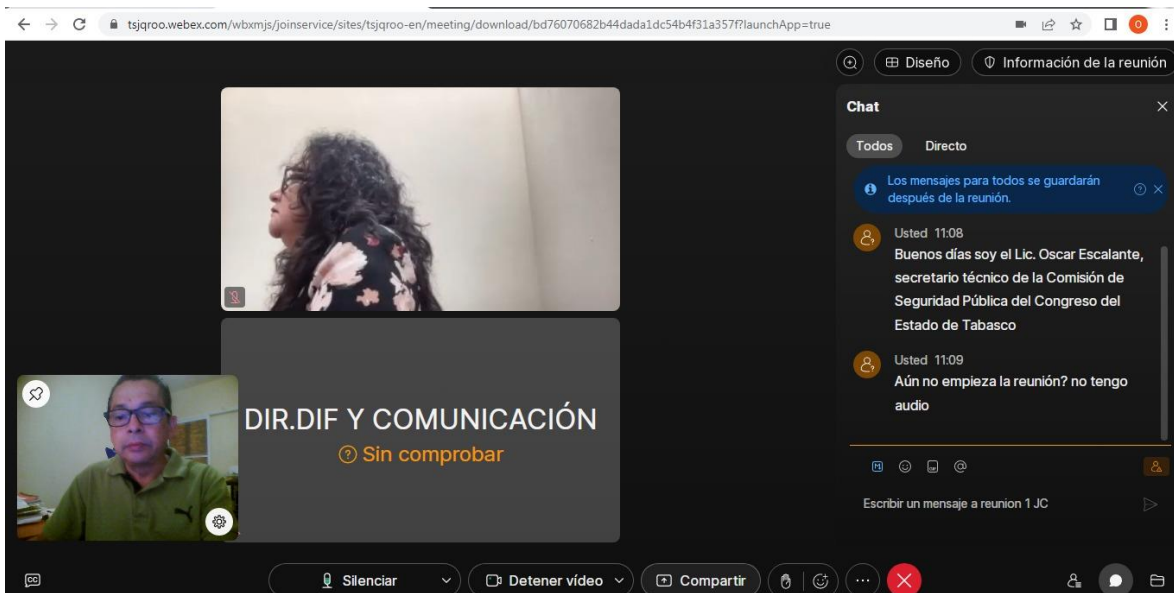 tsjqroo.webex.com/wbxmjs/joinservice/sites/tsjqroo-en/meeting/download/bd76070682b44dada1dc54b4f31a357f?launchApp=true
O
Diseño
Información de la reunión
Chat
Todos Directo
Los mensajes para todos se guardarán
después de la reunión.
Usted 11:08
Buenos días soy el Lic. Oscar Escalante,
secretario técnico de la Comisión de
Seguridad Pública del Congreso del
Estado de Tabasco
Usted 11:09
Aún no empieza la reunión? no tengo
audio
DIR.DIF Y COMUNICACIÓN
Sin comprobar
Escribir un mensaje a reunion 1 JC
CC
Silenciar
Detener vídeo
Compartir